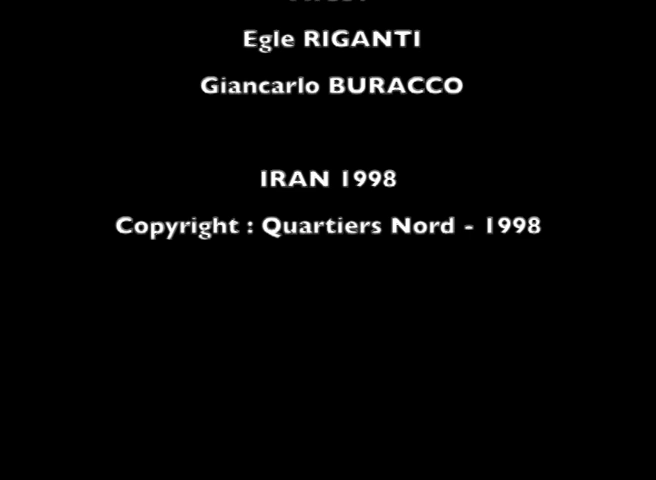 Egle RIGANTI
Giancarlo BURACCO
IRAN 1998
Copyright : Quartiers Nord - 1998